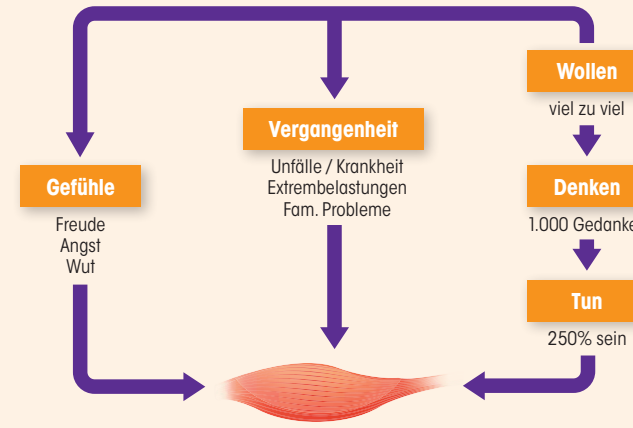 Wollen
viel zu viel
Vergangenheit
Unfälle / Krankheit
Extrembelastungen
Fam. Probleme
Gefühle
Freude
Angst
Wut
Denken
1.000 Gedanke
Tun
250% sein